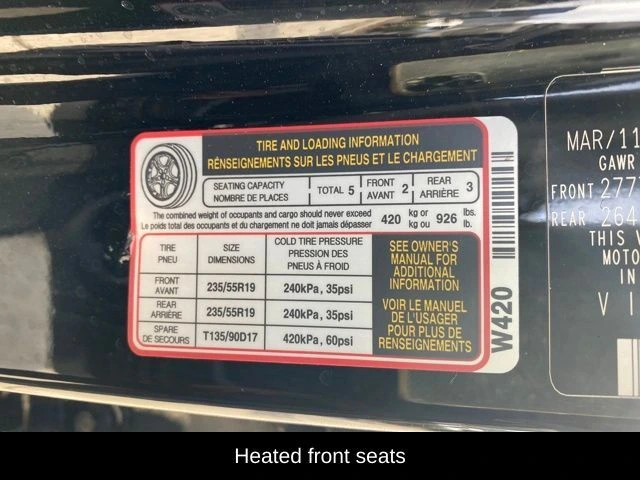 TIRE AND LOADING INFORMATION
RENSEIGNEMENTS SUR LES PNEUS ET LE CHARGEMENT
SEATING CAPACITY
NOMBRE DE PLACES
TOTAL 5
FRONT
AVANT 2
REAR
ARRIÈRE 3
The combined weight of occupants and cargo should never exceed
Le poids total des occupants et du chargement ne doit jamais dépasser
420 kg or
kg ou
926 lbs.
lb.
TIRE
PNEU
SIZE
DIMENSIONS
COLD TIRE PRESSURE
PRESSION DES
PNEUS À FROID
FRONT
AVANT
235/55R19
240kPa, 35psi
REAR
ARRIÈRE
235/55R19
240kPa, 35psi
SPARE
DE SECOURS
T135/90D17
420kPa, 60psi
SEE OWNER'S
MANUAL FOR
ADDITIONAL
INFORMATION
VOIR LE MANUEL
DE L'USAGER
POUR PLUS DE
RENSEIGNEMENTS
W420
MAR/11
GAWR
FRONT 277
REAR 264
THIS V
MOTO
IN
V I
Heated front seats